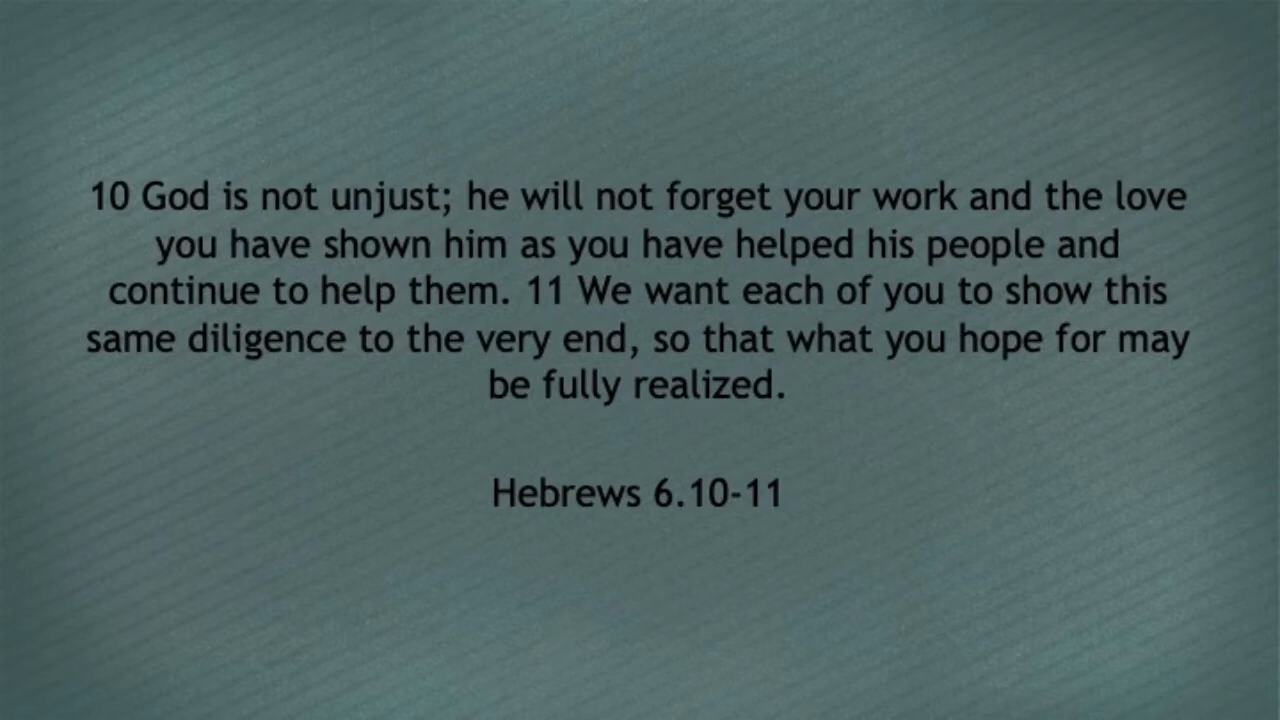 10 God is not unjust; he will not forget your work and the love
you have shown him as you have helped his people and
continue to help them. 11 We want each of you to show this
same diligence to the very end, so that what you hope for may
be fully realized.
Hebrews 6.10-11